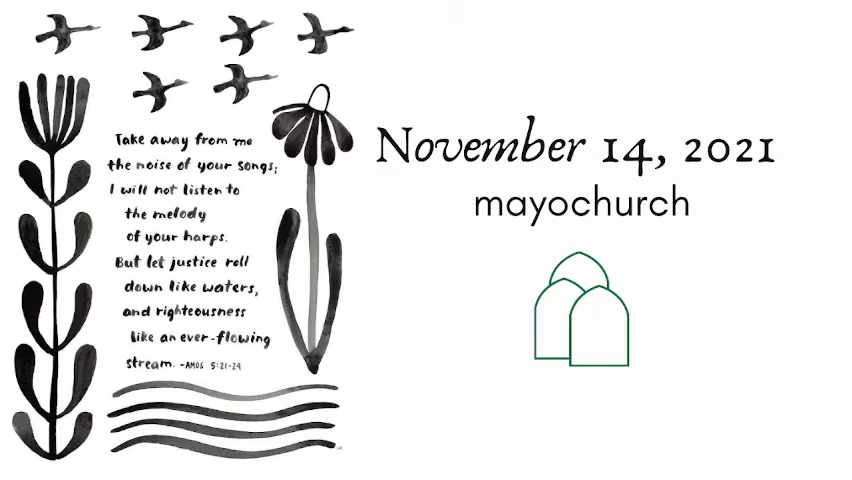 Take away from me
the noise of your songs;
I will not listen to
the melody
of your harps.
But let justice roll
down like waters,
and righteousness
like an ever-flowing
stream. -AMOS 5:21-24
November 14, 2021
mayochurch